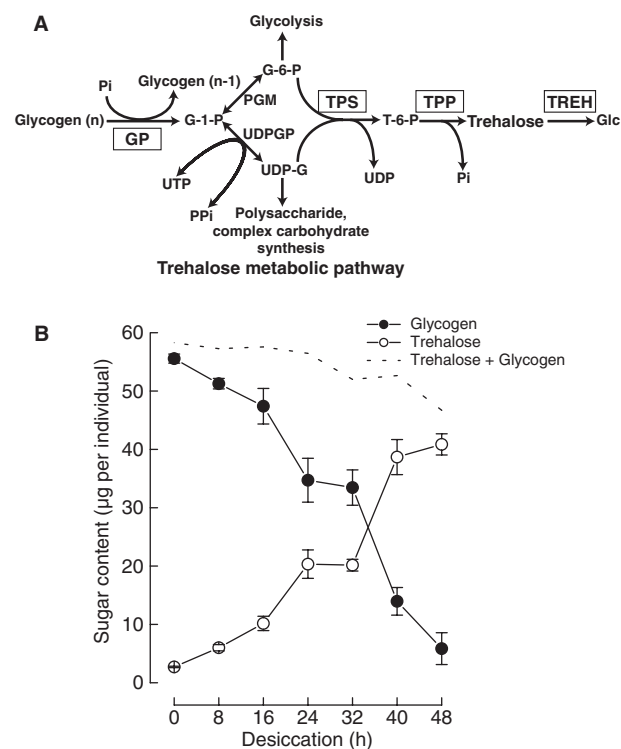 A
Glycolysis
G-6-P
Pi
Glycogen (n-1)
PGM
TPS
TPP
TREH
Glycogen (n)
G-1-P
T-6-P
Trehalose
Glc
GP
UDPGP
UDP-G
UTP
UDP
Pi
PPi
Polysaccharide,
complex carbohydrate
synthesis
Trehalose metabolic pathway
B
Glycogen
Trehalose
Trehalose + Glycogen
Sugar content (µg per individual)
60
50
40
30
20
10
0
0 8 16 24 32 40 48
Desiccation (h)